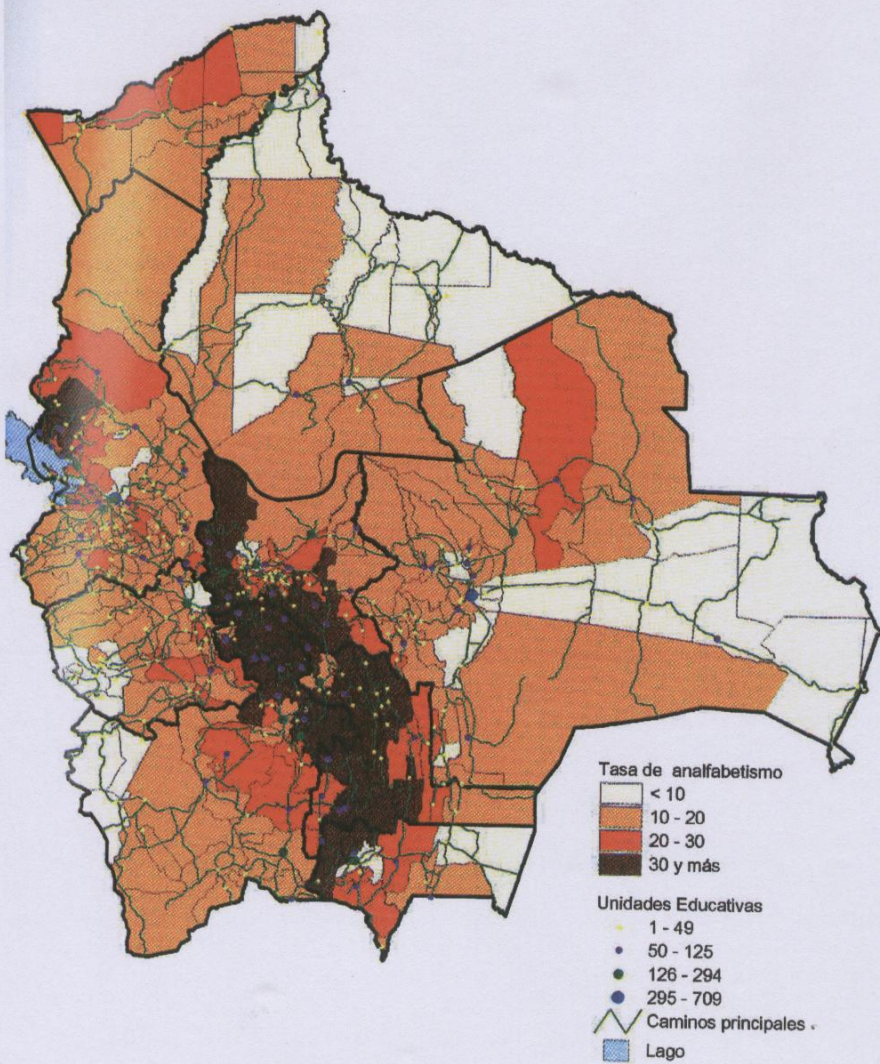 Tasa de analfabetismo
< 10
10 - 20
20 - 30
30 y más
Unidades Educativas
1 - 49
50 - 125
126 - 294
295 - 709
Caminos principales .
Lago